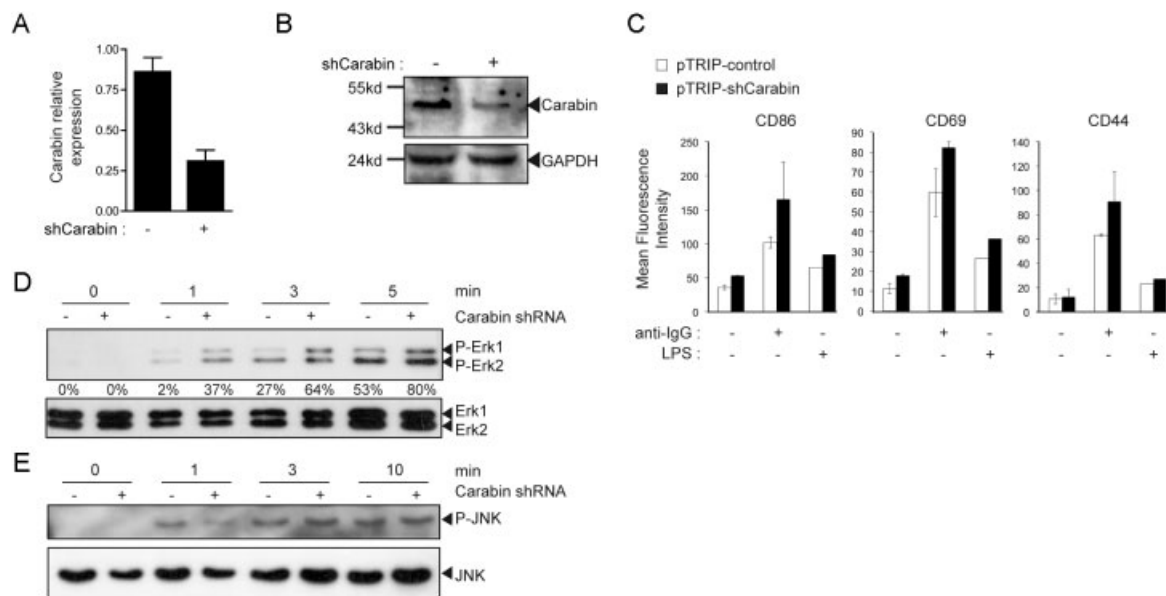 A
Carabin relative
expression
1.00
0.75
0.50
0.25
0.00
shCarabin : - +
B
shCarabin : - +
55kd
43kd
24kd
Carabin
GAPDH
C
pTRIP-control
pTRIP-shCarabin
Mean Fluorescence
Intensity
CD86
250
200
150
100
50
0
CD69
90
80
70
60
50
40
30
20
10
0
CD44
140
120
100
80
60
40
20
0
anti-IgG : - + - - + - - + -
LPS : - - + - - + - - +
D
0 1 3 5 min
- + - + - + - + Carabin shRNA
P-Erk1
P-Erk2
0% 0% 2% 37% 27% 64% 53% 80%
Erk1
Erk2
E
0 1 3 10 min
- + - + - + - + Carabin shRNA
P-JNK
JNK